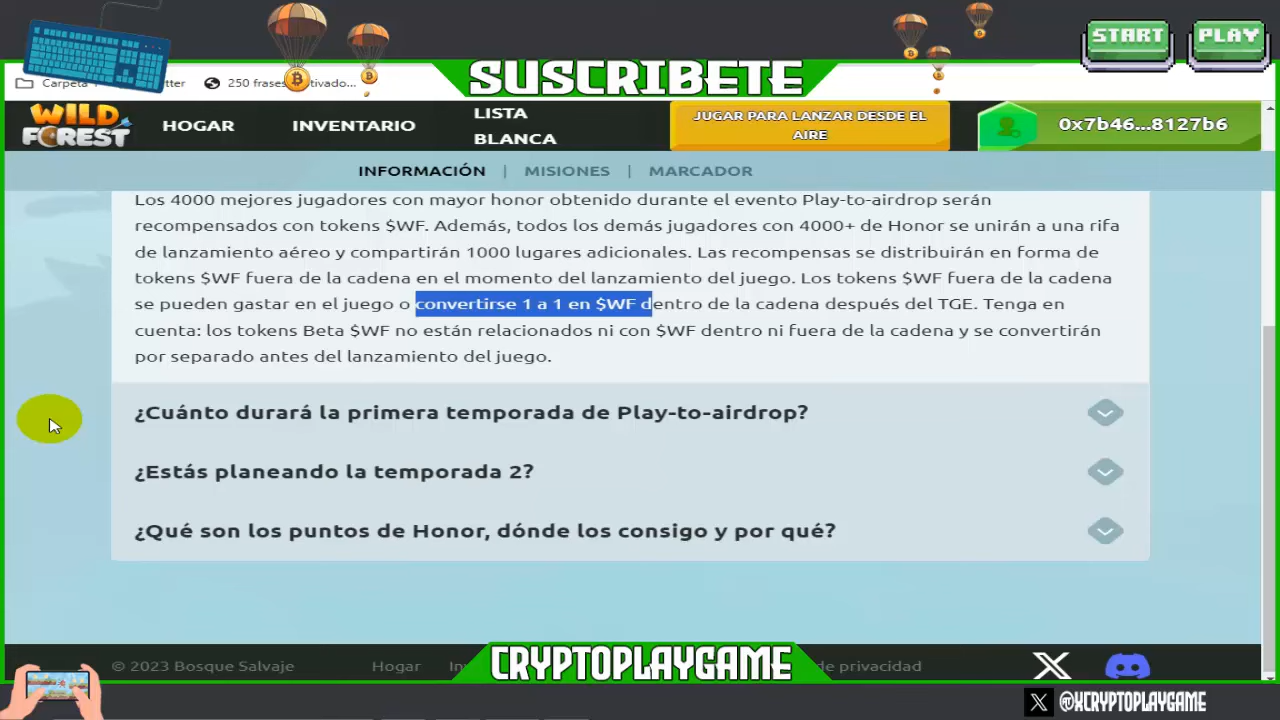 START
PLAY
SUSCRIBETE
Carpeta
tter
250 frases
tivado...
WILD
FOREST
HOGAR
INVENTARIO
LISTA
BLANCA
JUGAR PARA LANZAR DESDE EL
AIRE
0x7b46...8127b6
INFORMACIÓN | MISIONES | MARCADOR
Los 4000 mejores jugadores con mayor honor obtenido durante el evento Play-to-airdrop serán
recompensados con tokens $WF. Además, todos los demás jugadores con 4000+ de Honor se unirán a una rifa
de lanzamiento aéreo y compartirán 1000 lugares adicionales. Las recompensas se distribuirán en forma de
tokens $WF fuera de la cadena en el momento del lanzamiento del juego. Los tokens $WF fuera de la cadena
se pueden gastar en el juego o convertirse 1 a 1 en $WF dentro de la cadena después del TGE. Tenga en
cuenta: los tokens Beta $WF no están relacionados ni con $WF dentro ni fuera de la cadena y se convertirán
por separado antes del lanzamiento del juego.
¿Cuánto durará la primera temporada de Play-to-airdrop?
¿Estás planeando la temporada 2?
¿Qué son los puntos de Honor, dónde los consigo y por qué?
© 2023 Bosque Salvaje
Hogar
CRYPTOPLAYGAME
de privacidad
@XCRYPTOPLAYGAME